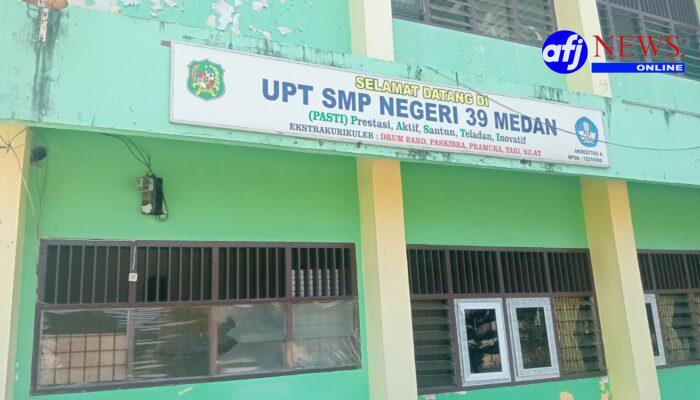 afj NEWS
ONLINE
SELAMAT DATANG DI
UPT SMP NEGERI 39 MEDAN
(PASTI) Prestasi, Aktif, Santun, Teladan, Inovatif
EKSTRAKURIKULER : DRUM BAND, PASKIBRA, PRAMUKA, TARI, SILAT